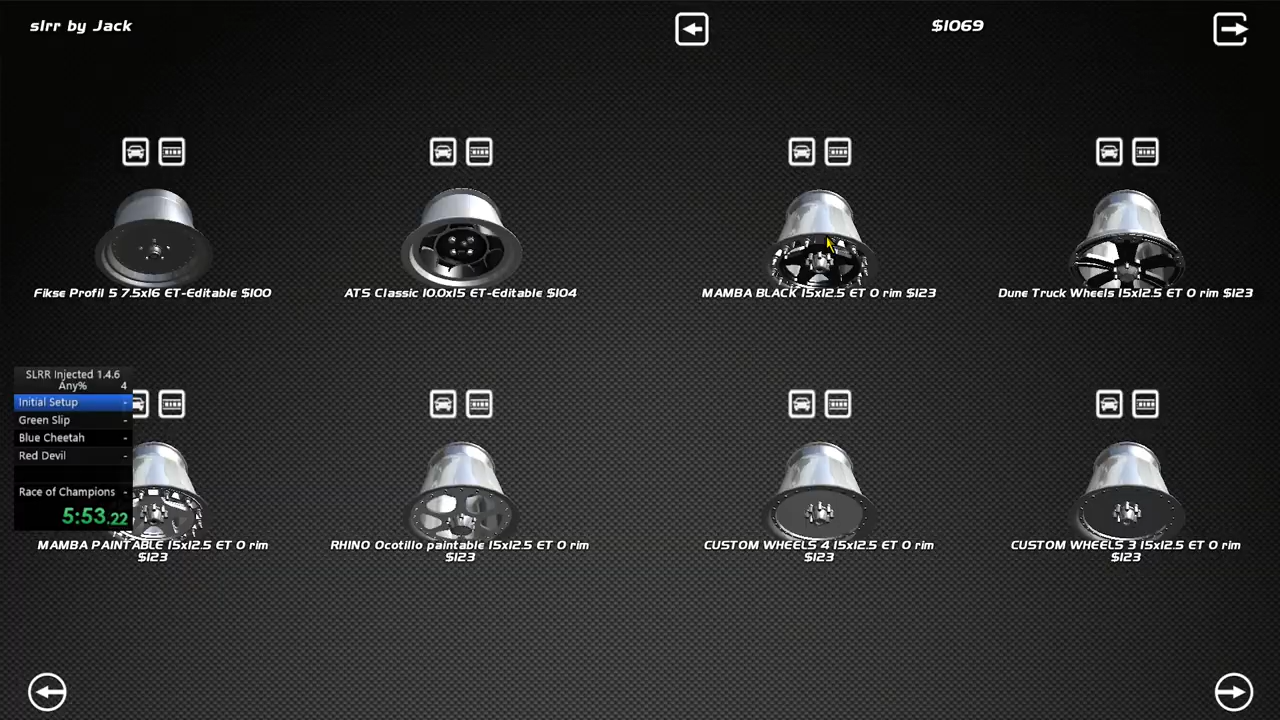 slrr by Jack
$1069
Fikse Profil 5 7.5x16 ET-Editable $100
ATS Classic 10.0x15 ET-Editable $104
MAMBA BLACK 15x12.5 ET 0 rim $123
Dune Truck Wheels 15x12.5 ET 0 rim $123
SLRR Injected 1.4.6
Any% 4
Initial Setup -
Green Slip -
Blue Cheetah -
Red Devil -
Race of Champions -
5:53.22
MAMBA PAINTABLE 15x12.5 ET 0 rim
$123
RHINO Ocotillo paintable 15x12.5 ET 0 rim
$123
CUSTOM WHEELS 4 15x12.5 ET 0 rim
$123
CUSTOM WHEELS 3 15x12.5 ET 0 rim
$123